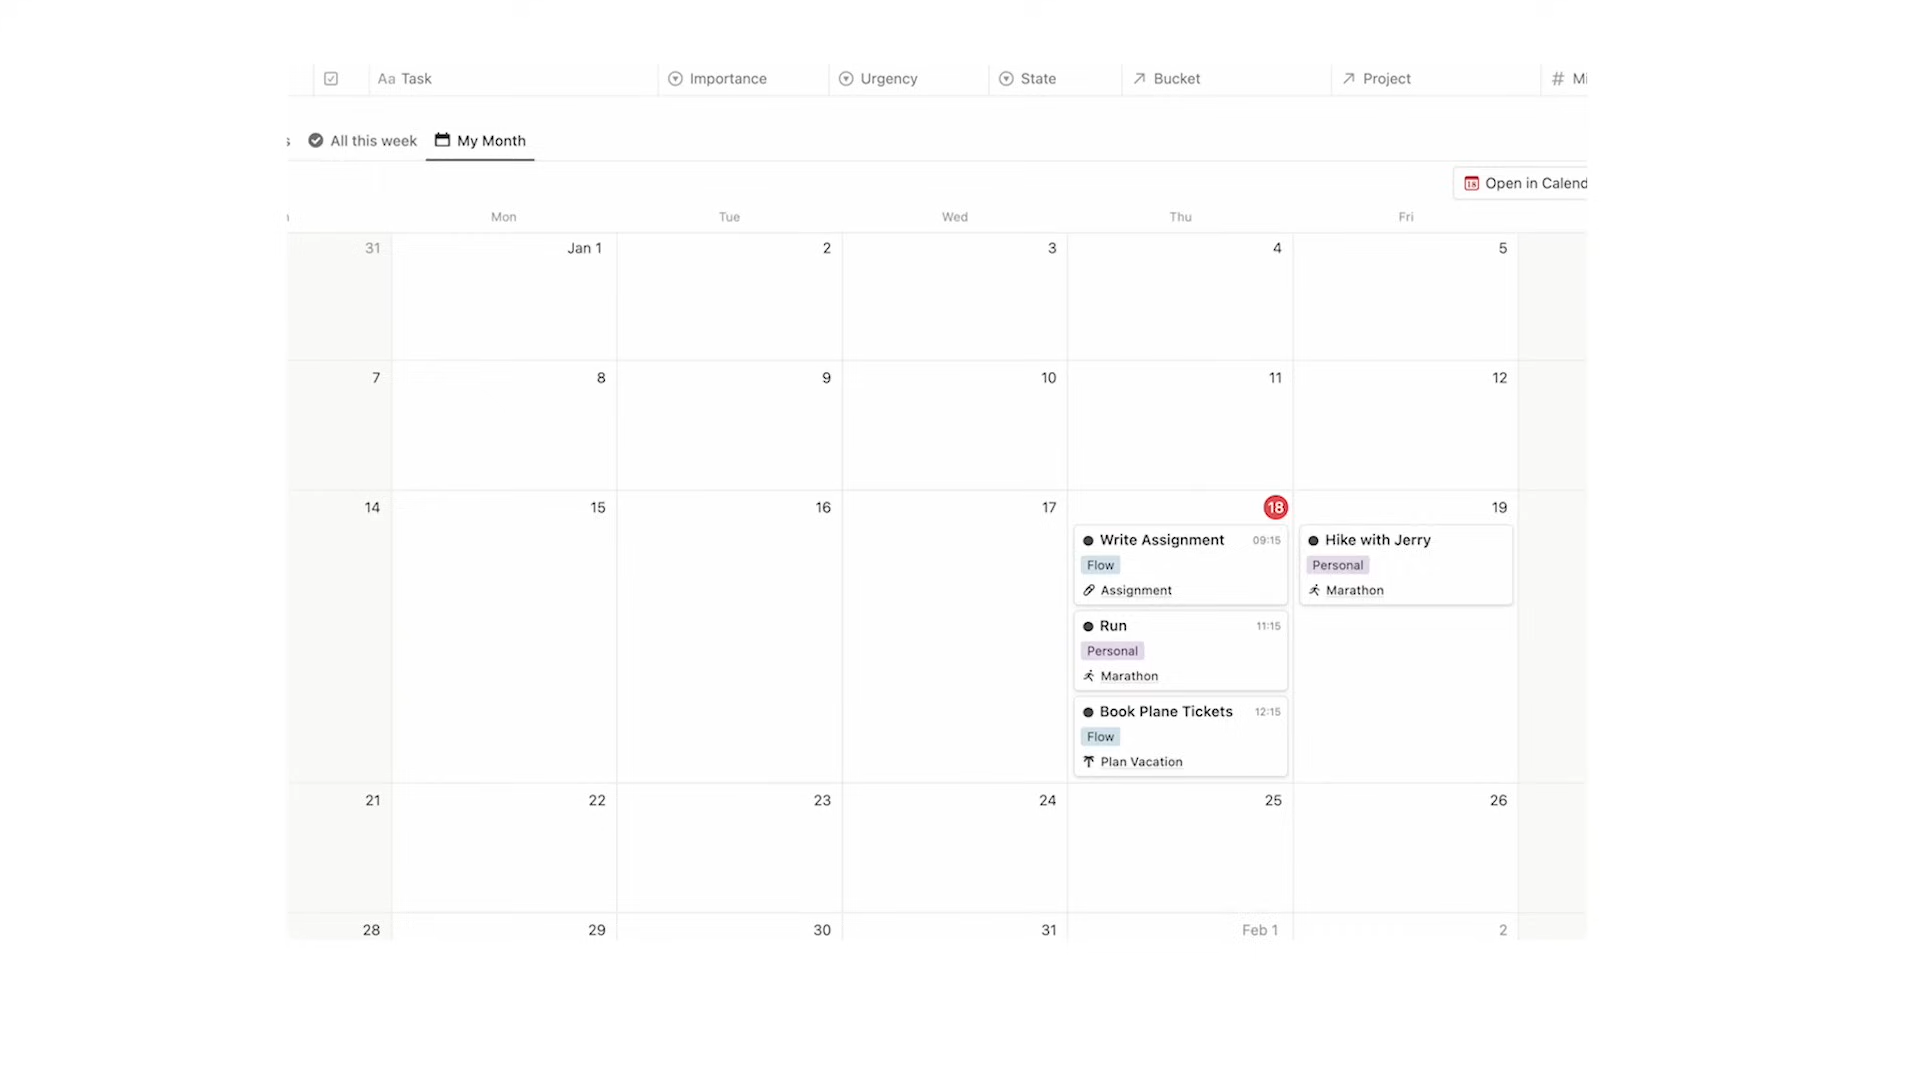 Aa Task Importance Urgency State Bucket Project # Mi
All this week My Month
Open in Calend
Mon Tue Wed Thu Fri
31 Jan 1 2 3 4 5
7 8 9 10 11 12
14 15 16 17 18 19
Write Assignment 09:15
Flow
Assignment
Run 11:15
Personal
Marathon
Book Plane Tickets 12:15
Flow
Plan Vacation
Hike with Jerry
Personal
Marathon
21 22 23 24 25 26
28 29 30 31 Feb 1 2